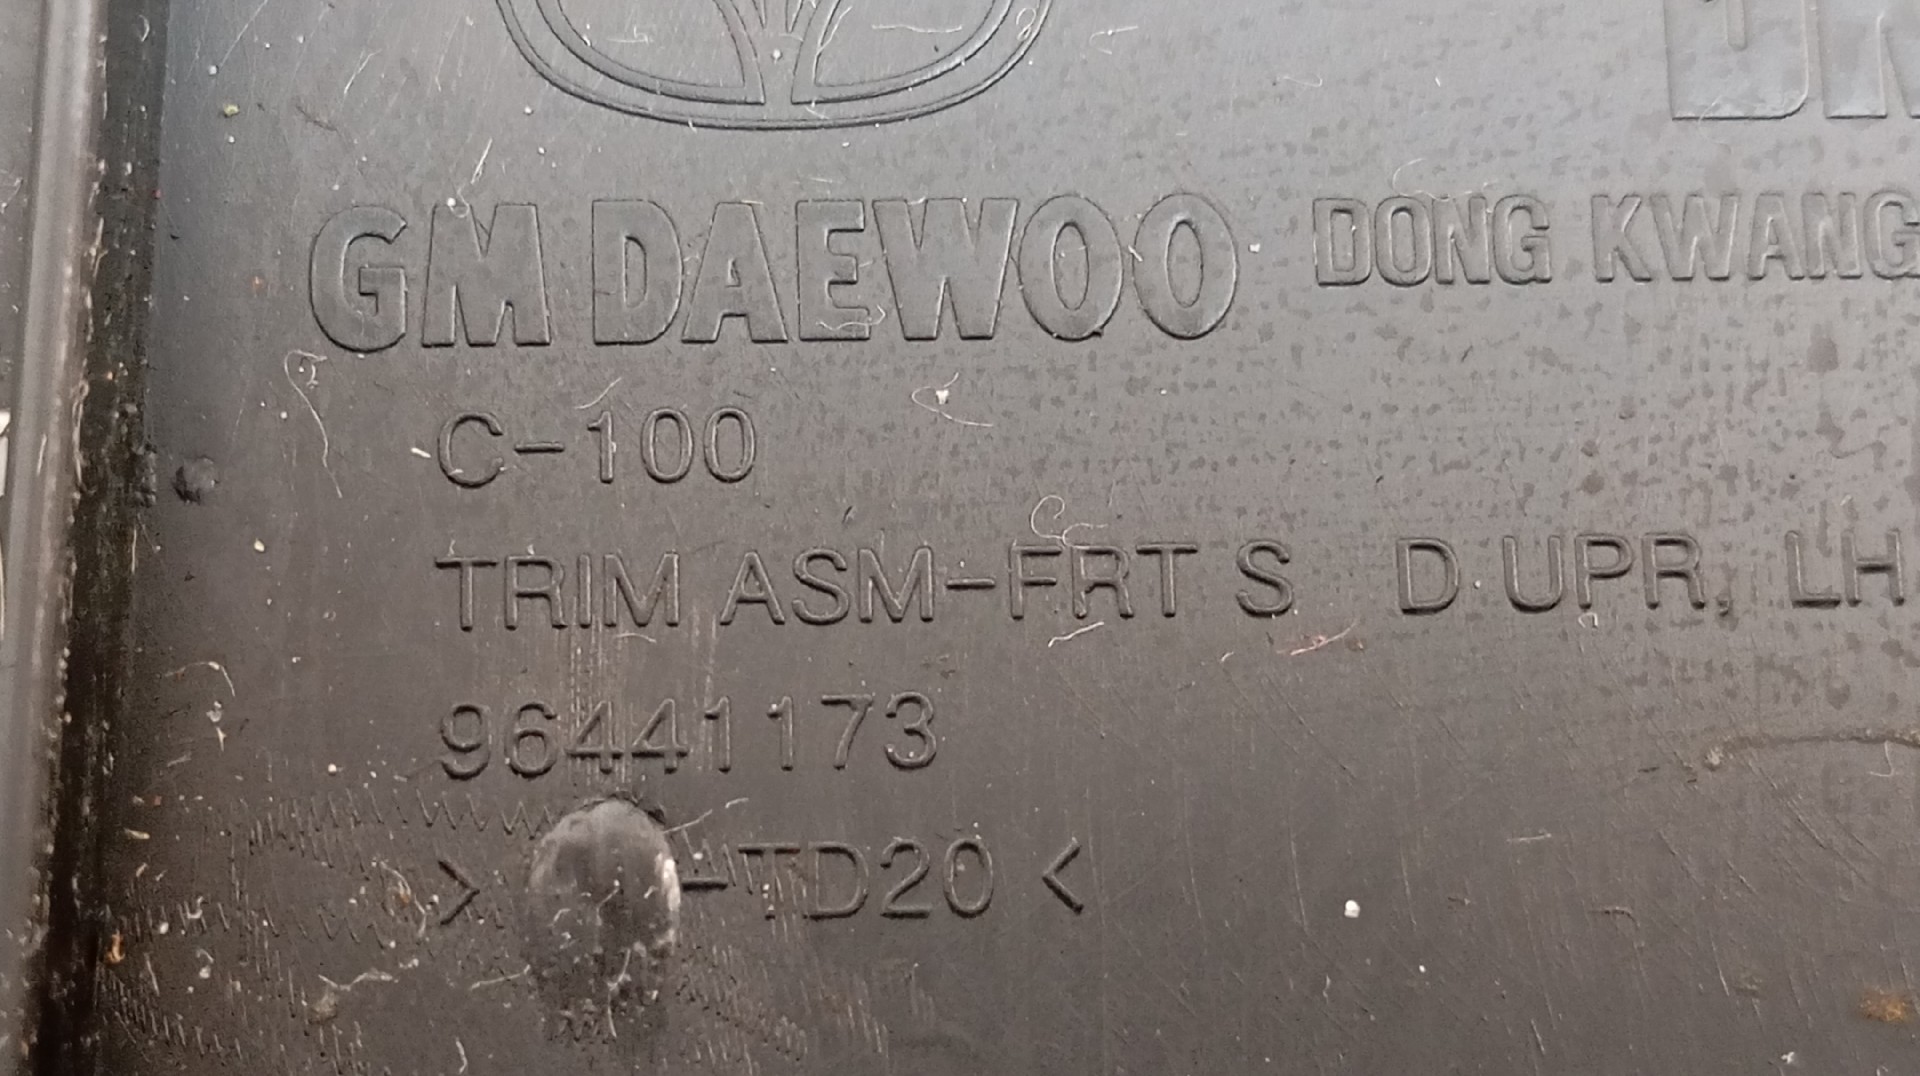 GM DAEWOO DONG KWANG
C-100
TRIM ASM-FRT S D UPR, LH
96441173
> -TD20 <